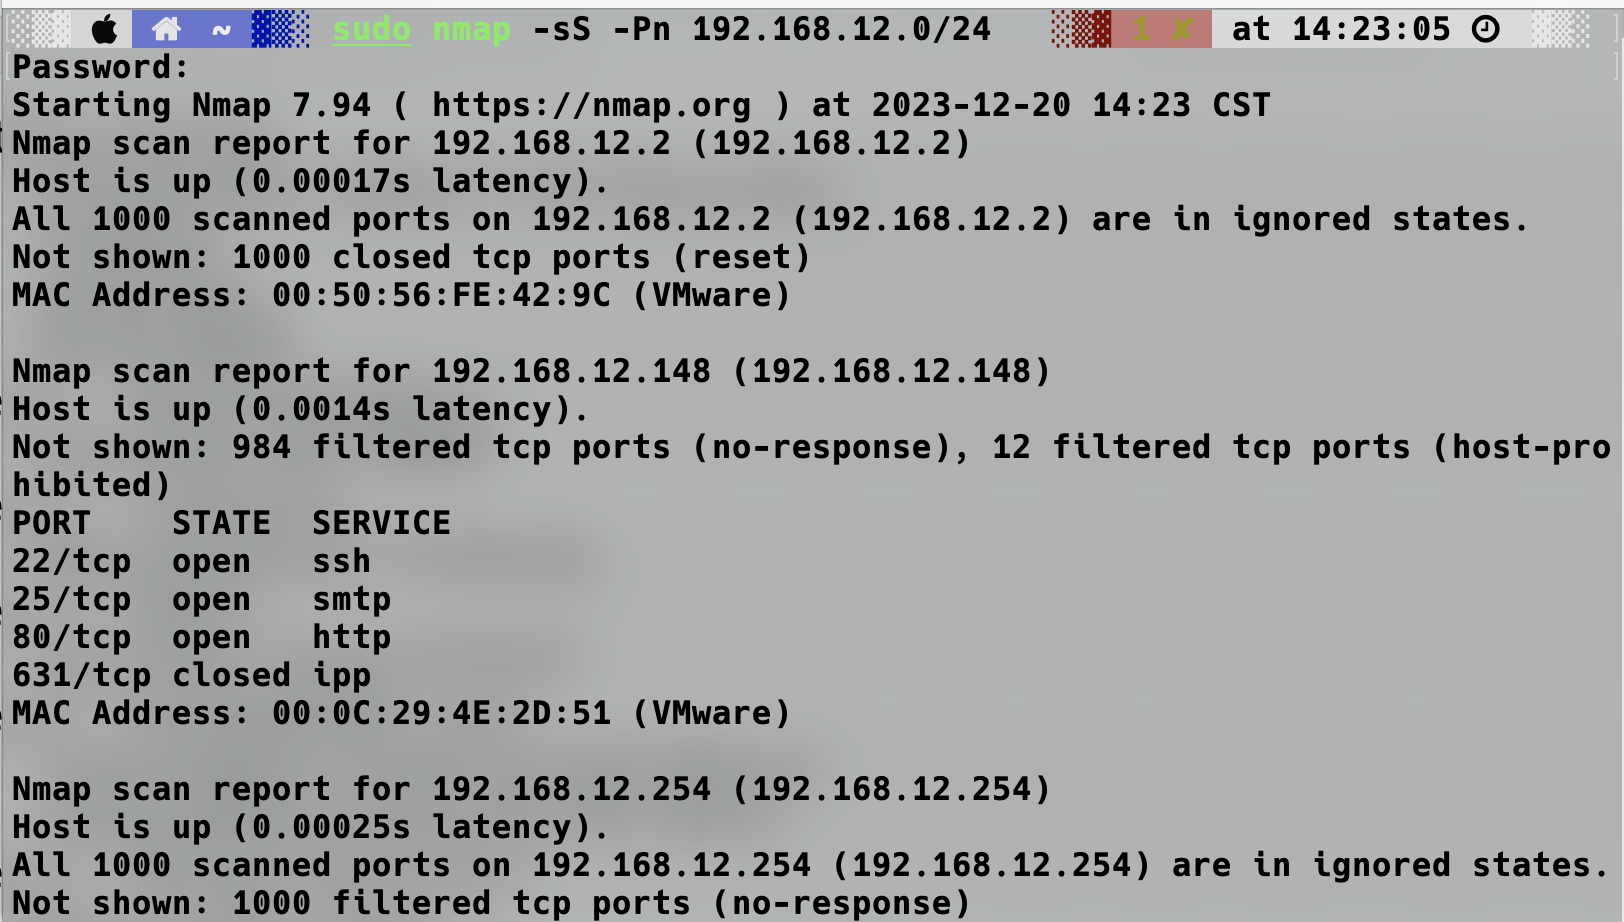 ~ sudo nmap -sS -Pn 192.168.12.0/24 1 ✘ at 14:23:05
Password:
Starting Nmap 7.94 ( https://nmap.org ) at 2023-12-20 14:23 CST
Nmap scan report for 192.168.12.2 (192.168.12.2)
Host is up (0.00017s latency).
All 1000 scanned ports on 192.168.12.2 (192.168.12.2) are in ignored states.
Not shown: 1000 closed tcp ports (reset)
MAC Address: 00:50:56:FE:42:9C (VMware)
Nmap scan report for 192.168.12.148 (192.168.12.148)
Host is up (0.0014s latency).
Not shown: 984 filtered tcp ports (no-response), 12 filtered tcp ports (host-pro
hibited)
PORT    STATE  SERVICE
22/tcp  open   ssh
25/tcp  open   smtp
80/tcp  open   http
631/tcp closed ipp
MAC Address: 00:0C:29:4E:2D:51 (VMware)
Nmap scan report for 192.168.12.254 (192.168.12.254)
Host is up (0.00025s latency).
All 1000 scanned ports on 192.168.12.254 (192.168.12.254) are in ignored states.
Not shown: 1000 filtered tcp ports (no-response)